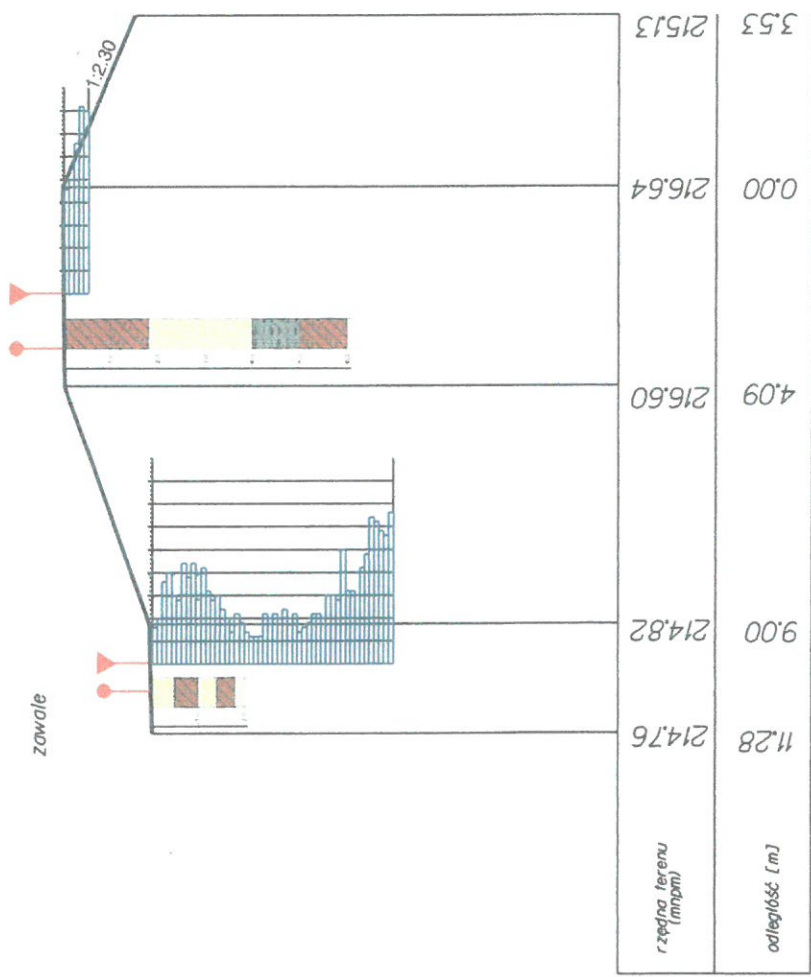 zawale
1:2.30
rzędna terenu
(mnpm)
214.76
214.82
216.60
216.64
215.13
odległość [m]
11.28
9.00
4.09
0.00
3.53